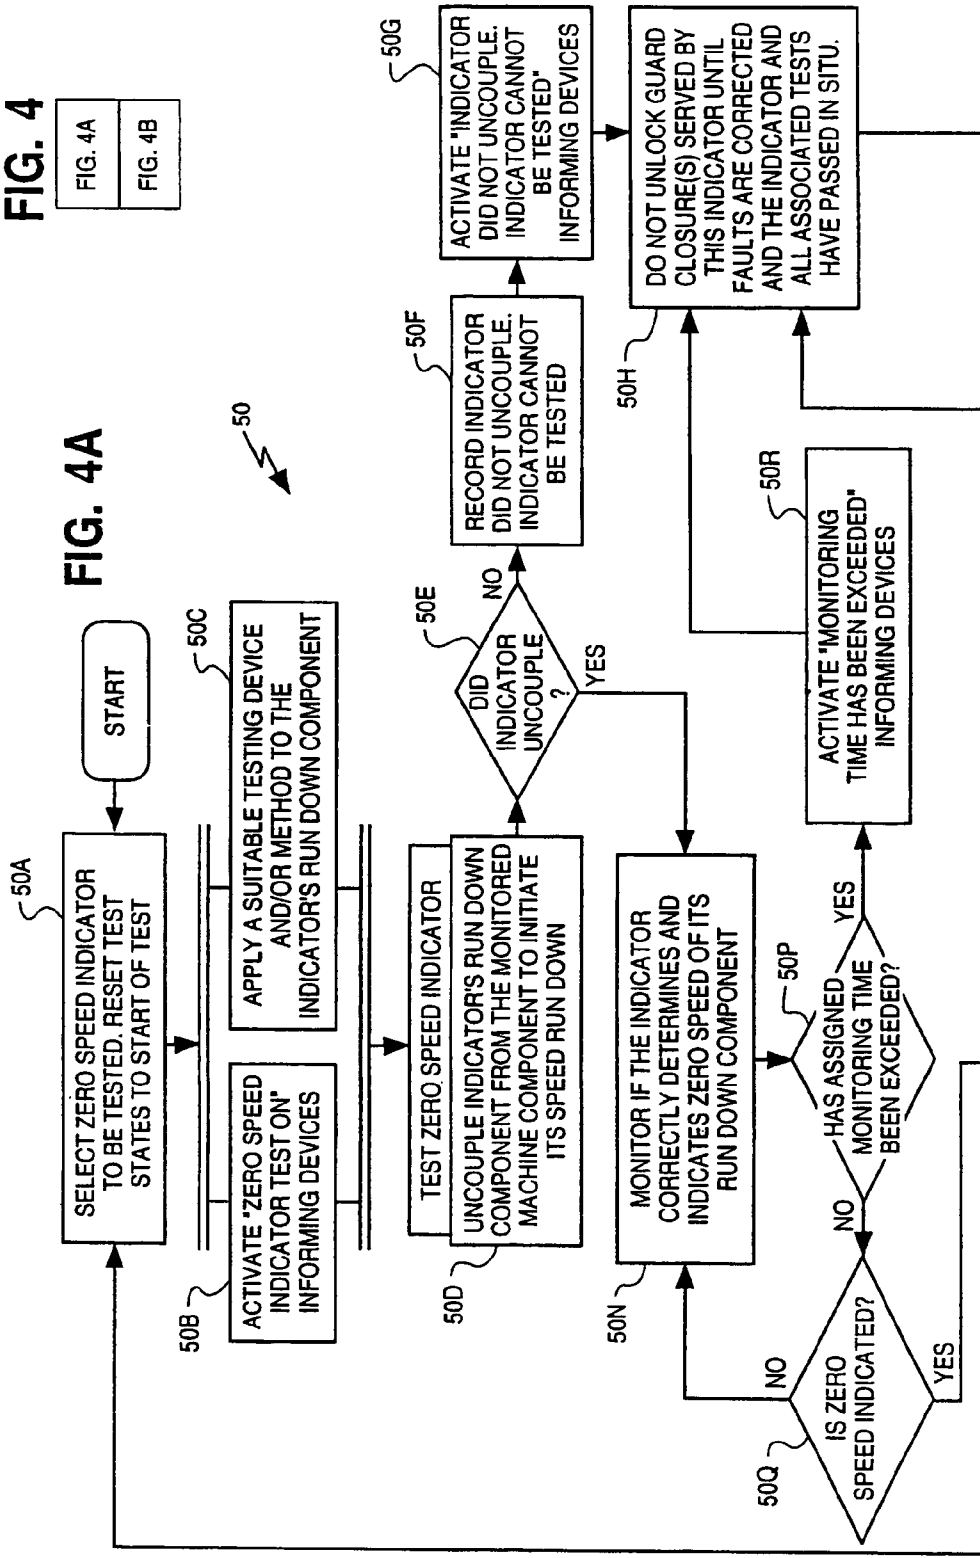 FIG. 4
FIG. 4A
FIG. 4B
FIG. 4A
50
START
50A
SELECT ZERO SPEED INDICATOR
TO BE TESTED. RESET TEST
STATES TO START OF TEST
50B
ACTIVATE "ZERO SPEED
INDICATOR TEST ON"
INFORMING DEVICES
50C
APPLY A SUITABLE TESTING DEVICE
AND/OR METHOD TO THE
INDICATOR'S RUN DOWN COMPONENT
TEST ZERO SPEED INDICATOR
50D
UNCOUPLE INDICATOR'S RUN DOWN
COMPONENT FROM THE MONITORED
MACHINE COMPONENT TO INITIATE
ITS SPEED RUN DOWN
50E
DID
INDICATOR
UNCOUPLE
?
NO
YES
50F
RECORD INDICATOR
DID NOT UNCOUPLE.
INDICATOR CANNOT
BE TESTED
50G
ACTIVATE "INDICATOR
DID NOT UNCOUPLE.
INDICATOR CANNOT
BE TESTED"
INFORMING DEVICES
50H
DO NOT UNLOCK GUARD
CLOSURE(S) SERVED BY
THIS INDICATOR UNTIL
FAULTS ARE CORRECTED
AND THE INDICATOR AND
ALL ASSOCIATED TESTS
HAVE PASSED IN SITU.
50N
MONITOR IF THE INDICATOR
CORRECTLY DETERMINES AND
INDICATES ZERO SPEED OF ITS
RUN DOWN COMPONENT
50P
HAS ASSIGNED
MONITORING TIME
BEEN EXCEEDED?
YES
NO
50R
ACTIVATE "MONITORING
TIME HAS BEEN EXCEEDED"
INFORMING DEVICES
50Q
IS ZERO
SPEED INDICATED?
NO
YES